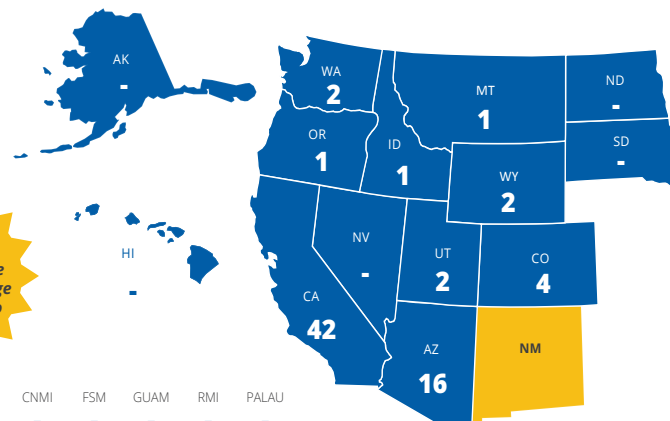 AK
-
WA
2
MT
1
ND
-
OR
1
ID
1
SD
-
WY
2
HI
-
NV
-
UT
2
CO
4
CA
42
AZ
16
NM
CNMI FSM GUAM RMI PALAU